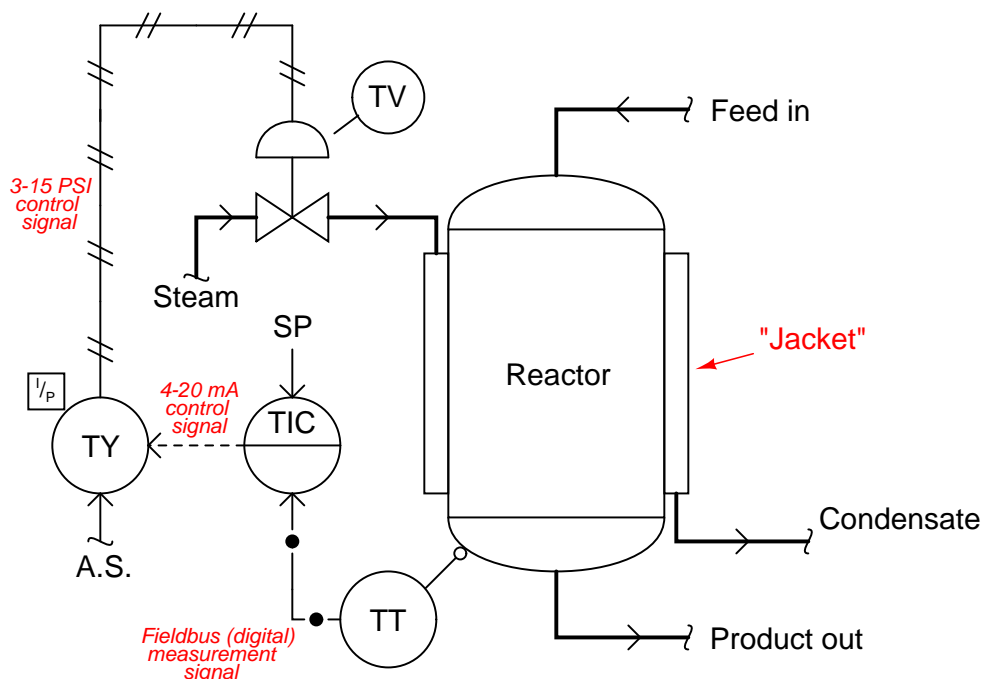 TV
Feed in
3-15 PSI
control
signal
Steam
SP
"Jacket"
Reactor
I/P
4-20 mA
control
signal
TIC
TY
Condensate
A.S.
TT
Fieldbus (digital)
measurement
signal
Product out